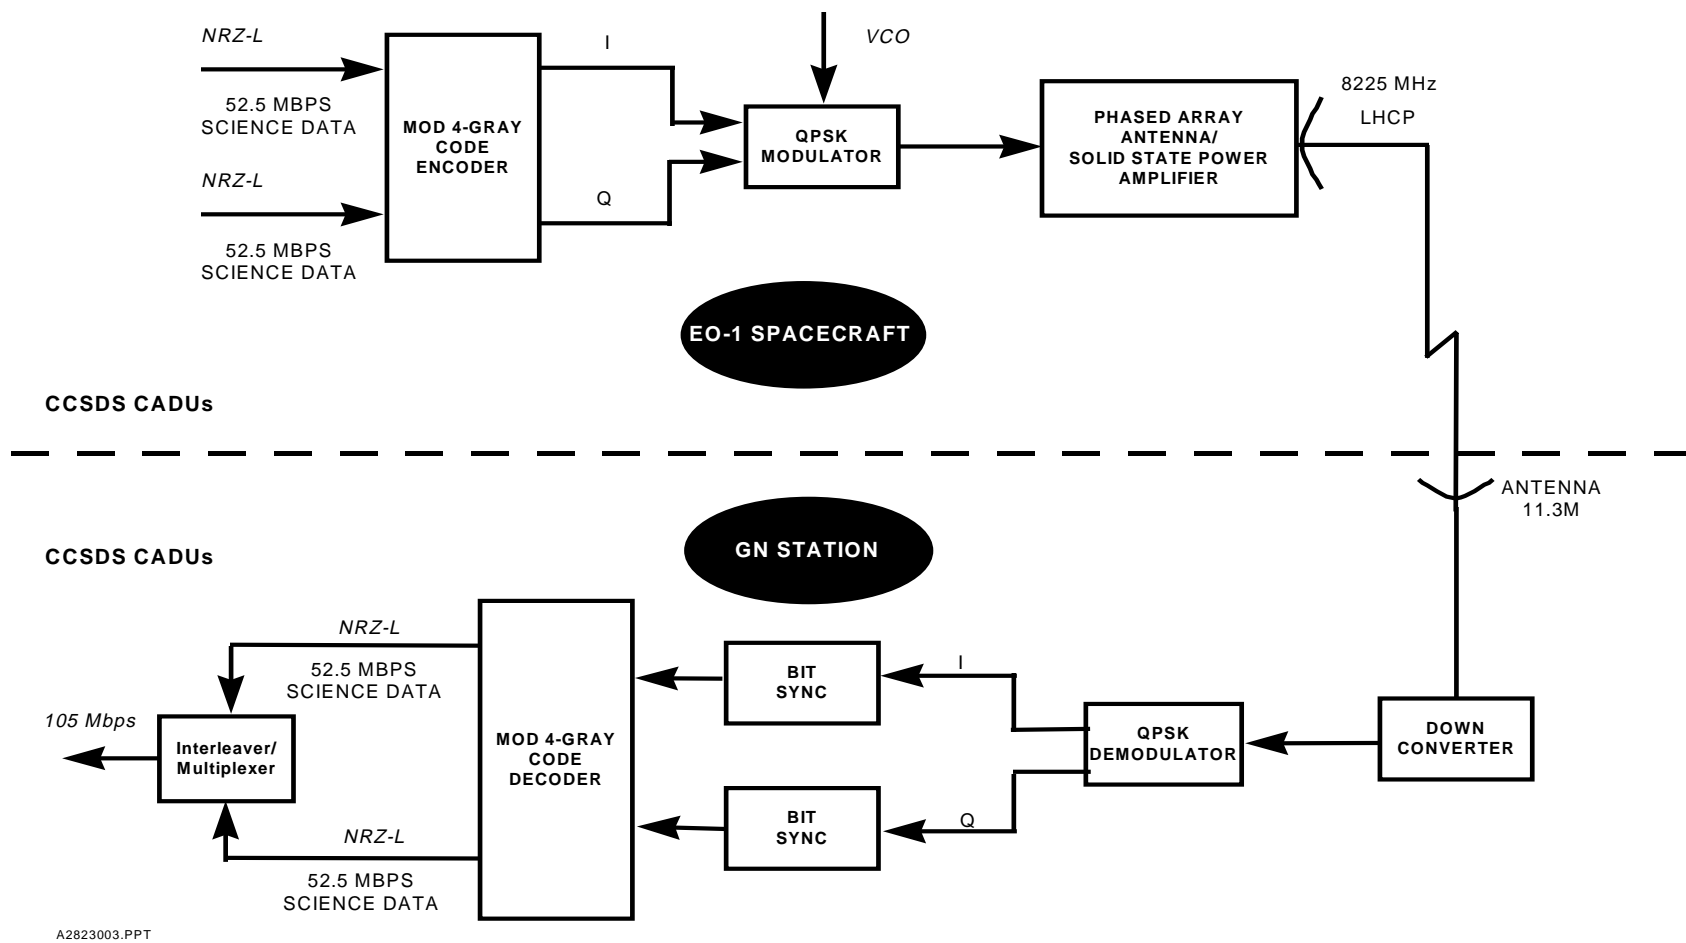 NRZ-L
52.5 MBPS
SCIENCE DATA
NRZ-L
52.5 MBPS
SCIENCE DATA
MOD 4-GRAY
CODE
ENCODER
I
Q
VCO
QPSK
MODULATOR
PHASED ARRAY
ANTENNA/
SOLID STATE POWER
AMPLIFIER
8225 MHz
LHCP
EO-1 SPACECRAFT
CCSDS CADUs
ANTENNA
11.3M
GN STATION
CCSDS CADUs
NRZ-L
52.5 MBPS
SCIENCE DATA
105 Mbps
Interleaver/
Multiplexer
NRZ-L
52.5 MBPS
SCIENCE DATA
MOD 4-GRAY
CODE
DECODER
BIT
SYNC
BIT
SYNC
I
Q
QPSK
DEMODULATOR
DOWN
CONVERTER
A2823003.PPT